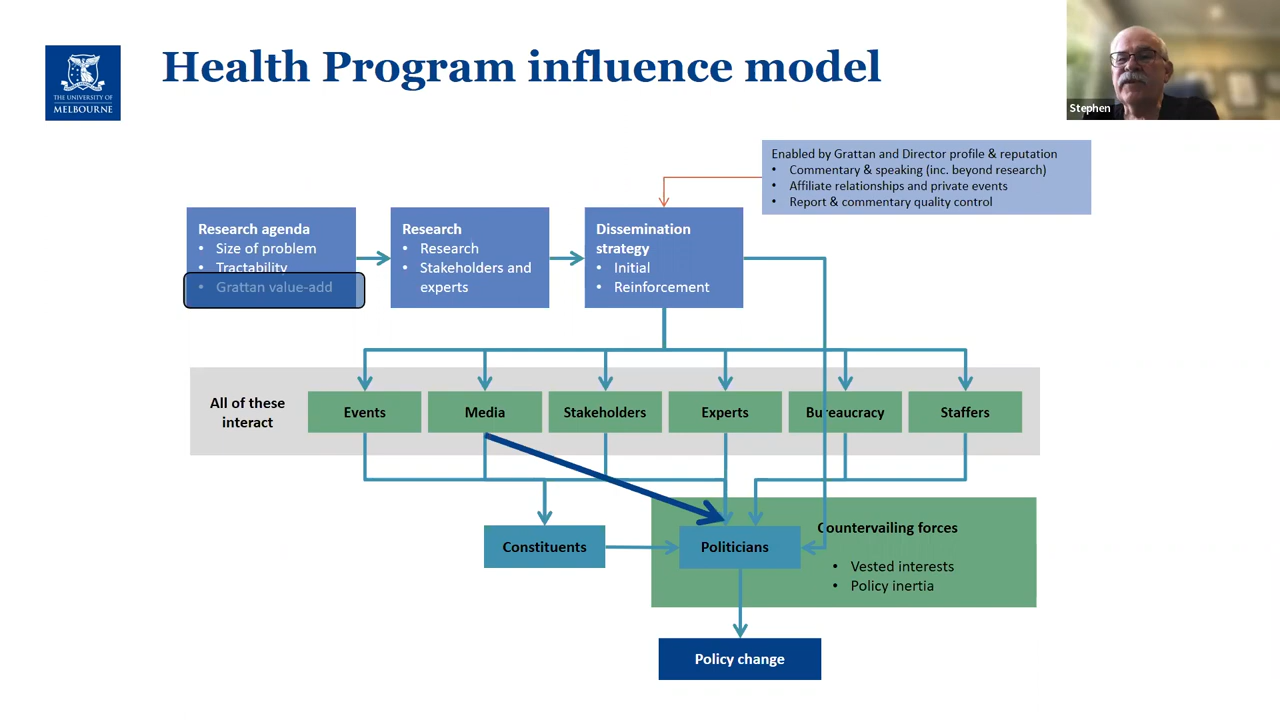 Health Program influence model
THE UNIVERSITY OF
MELBOURNE
Stephen
Enabled by Grattan and Director profile & reputation
• Commentary & speaking (inc. beyond research)
• Affiliate relationships and private events
• Report & commentary quality control
Research agenda
• Size of problem
• Tractability
• Grattan value-add
Research
• Research
• Stakeholders and
experts
Dissemination
strategy
• Initial
• Reinforcement
All of these
interact
Events
Media
Stakeholders
Experts
Bureaucracy
Staffers
Constituents
Politicians
Countervailing forces
• Vested interests
• Policy inertia
Policy change